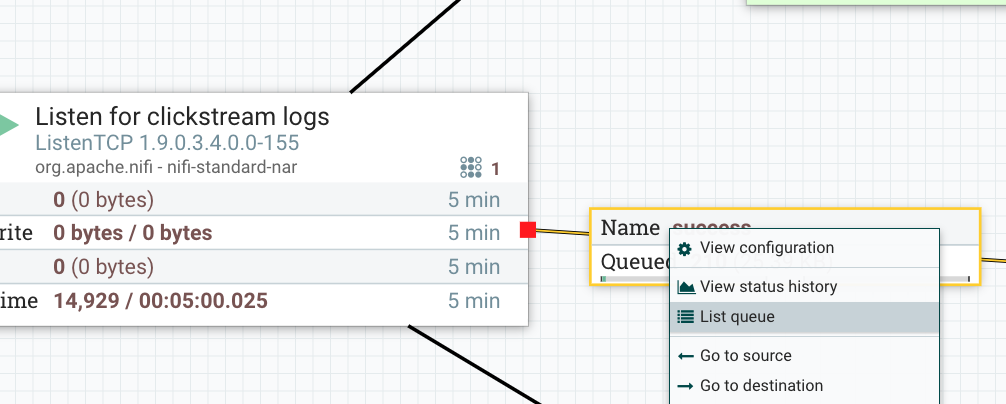 Listen for clickstream logs
ListenTCP 1.9.0.3.4.0.0-155
org.apache.nifi - nifi-standard-nar
1
0 (0 bytes) 5 min
rite 0 bytes / 0 bytes 5 min
0 (0 bytes) 5 min
ime 14,929 / 00:05:00.025 5 min
Name success
Queued
View configuration
View status history
List queue
Go to source
Go to destination